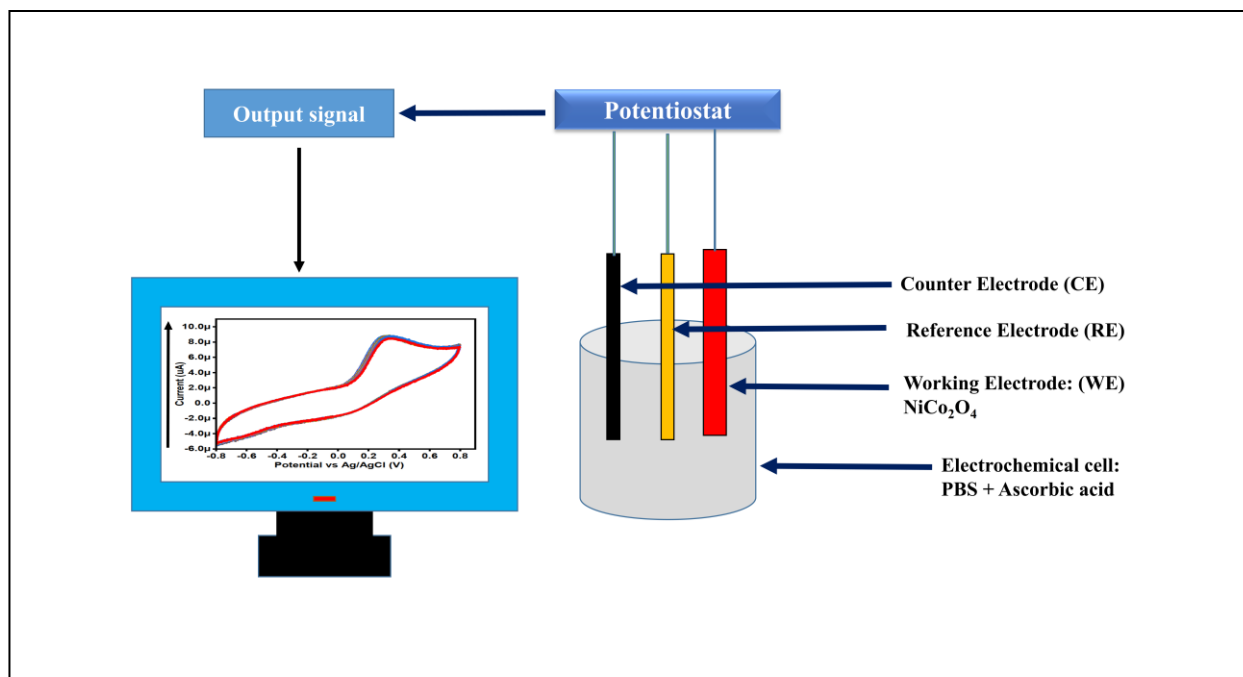 Output signal
Potentiostat
Counter Electrode (CE)
Reference Electrode (RE)
Working Electrode: (WE)
NiCo₂O₄
Electrochemical cell:
PBS + Ascorbic acid
Current (uA)
10.0µ
8.0µ
6.0µ
4.0µ
2.0µ
0.0
-2.0µ
-4.0µ
-6.0µ
-0.8 -0.6 -0.4 -0.2 0.0 0.2 0.4 0.6 0.8
Potential vs Ag/AgCl (V)